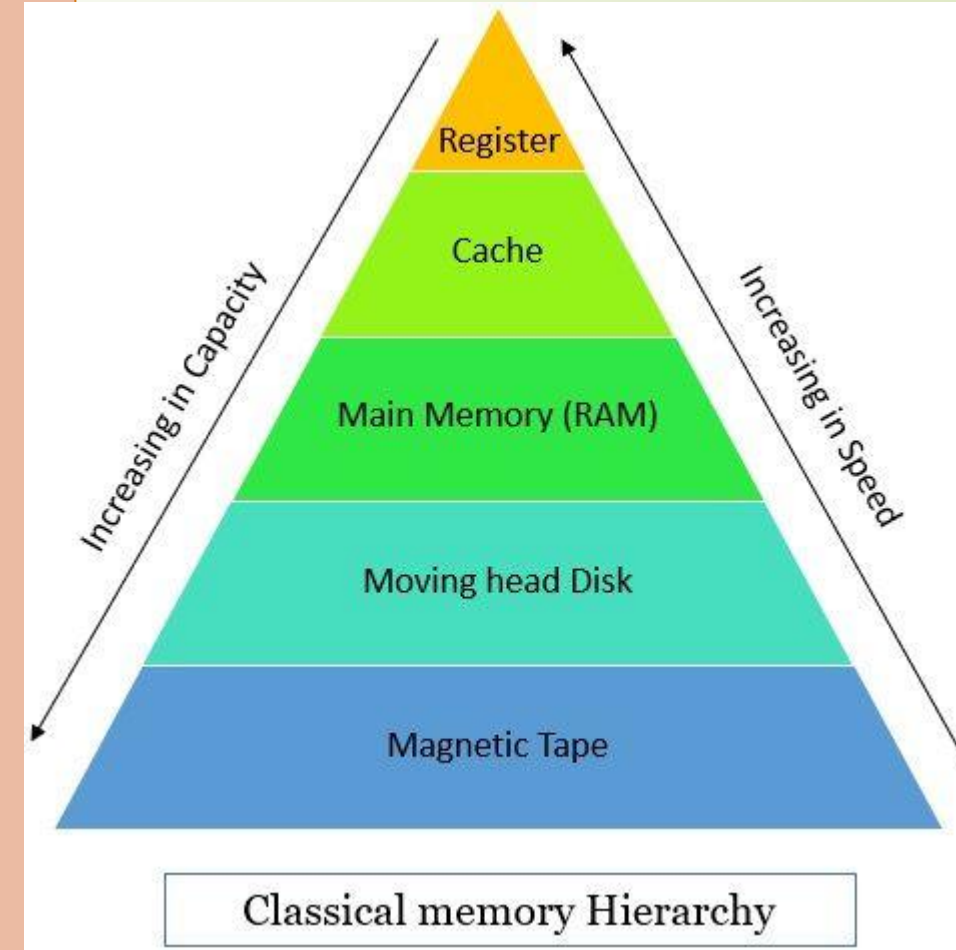 Register
Cache
Increasing in Capacity
Increasing in Speed
Main Memory (RAM)
Moving head Disk
Magnetic Tape
Classical memory Hierarchy